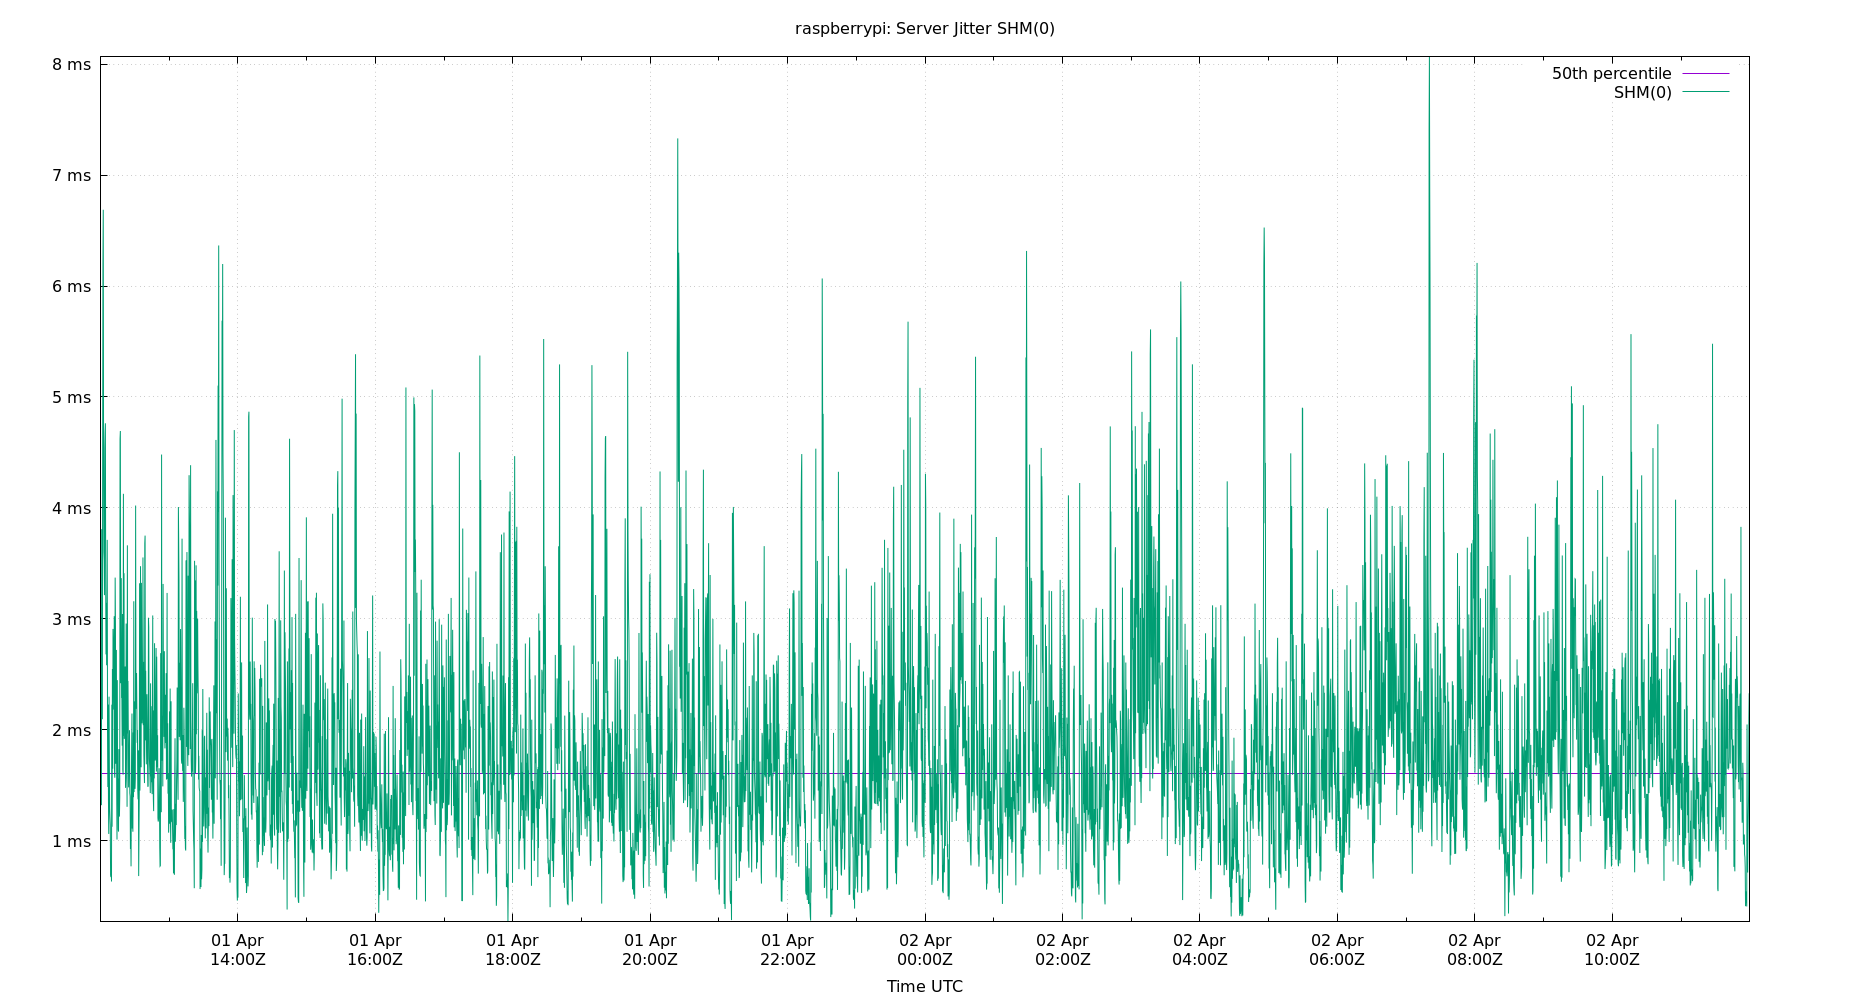 raspberrypi: Server Jitter SHM(0)
8 ms
7 ms
6 ms
5 ms
4 ms
3 ms
2 ms
1 ms
50th percentile
SHM(0)
01 Apr
14:00Z
01 Apr
16:00Z
01 Apr
18:00Z
01 Apr
20:00Z
01 Apr
22:00Z
02 Apr
00:00Z
02 Apr
02:00Z
02 Apr
04:00Z
02 Apr
06:00Z
02 Apr
08:00Z
02 Apr
10:00Z
Time UTC